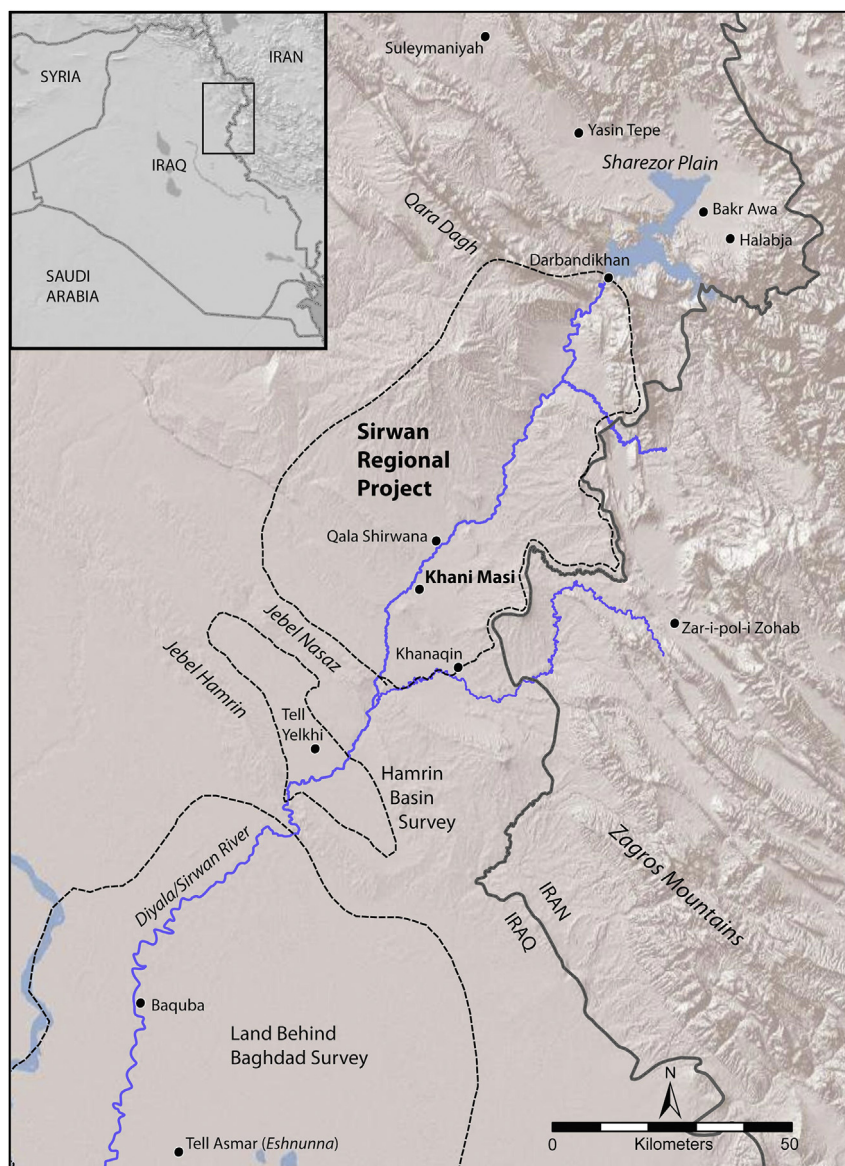 SYRIA
IRAN
IRAQ
SAUDI
ARABIA
Suleymaniyah
Yasin Tepe
Sharezor Plain
Bakr Awa
Halabja
Qara Dagh
Darbandikhan
Sirwan
Regional
Project
Qala Shirwana
Khani Masi
Zar-i-pol-i Zohab
Jebel Nasaz
Khanaqin
Jebel Hamrin
Tell
Yelkhi
Hamrin
Basin
Survey
Diyala/Sirwan River
Zagros Mountains
IRAN
IRAQ
Baquba
Land Behind
Baghdad Survey
Tell Asmar (Eshnunna)
N
0 Kilometers 50